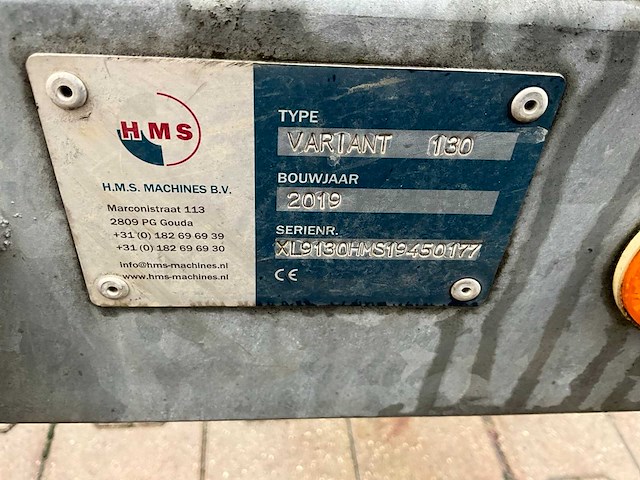 HMS
H.M.S. MACHINES B.V.
Marconistraat 113
2809 PG Gouda
+31 (0) 182 69 69 39
+31 (0) 182 69 69 30
info@hms-machines.nl
www.hms-machines.nl
TYPE
VARIANT 130
BOUWJAAR
2019
SERIENR.
XL9130HMS19450177
CE